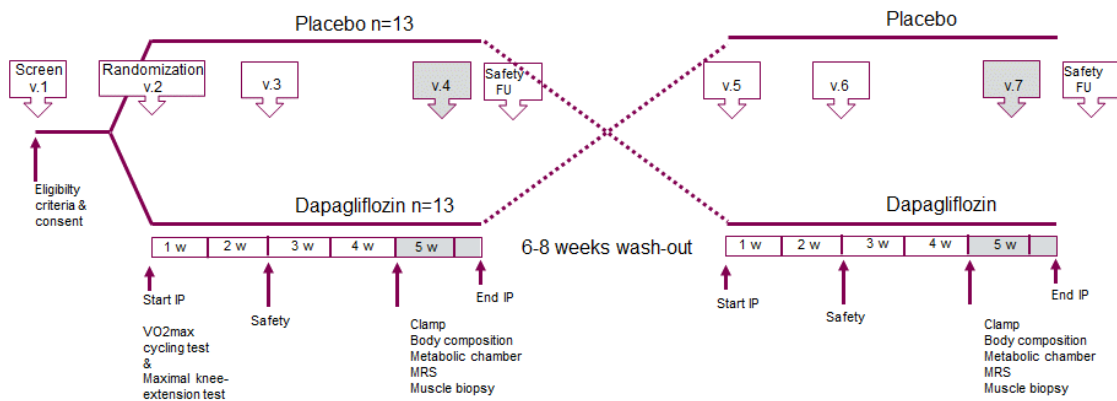 Placebo n=13
Placebo
Screen
v.1
Randomization
v.2
v.3
v.4
Safety
FU
v.5
v.6
v.7
Safety
FU
Eligibilty
criteria &
consent
Dapagliflozin n=13
Dapagliflozin
1 w
2 w
3 w
4 w
5 w
6-8 weeks wash-out
1 w
2 w
3 w
4 w
5 w
Start IP
Safety
End IP
Start IP
Safety
End IP
VO2max
cycling test
&
Maximal knee-
extension test
Clamp
Body composition
Metabolic chamber
MRS
Muscle biopsy
Clamp
Body composition
Metabolic chamber
MRS
Muscle biopsy